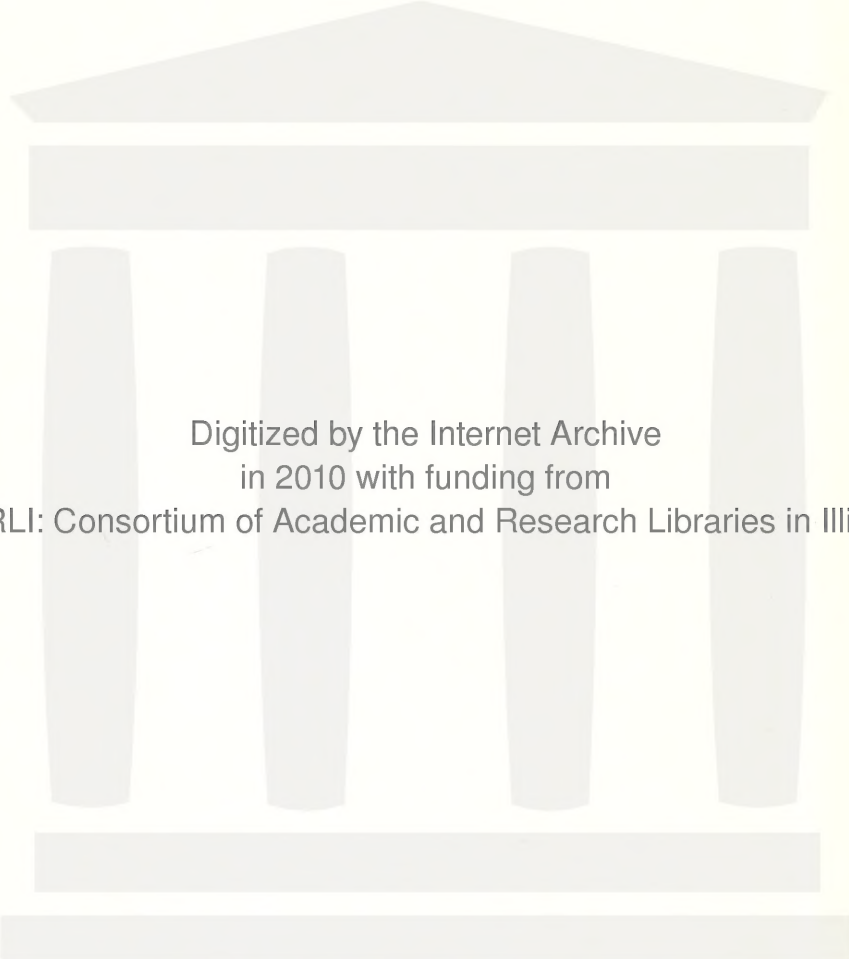 Digitized by the Internet Archive
in 2010 with funding from
RLI: Consortium of Academic and Research Libraries in Illi